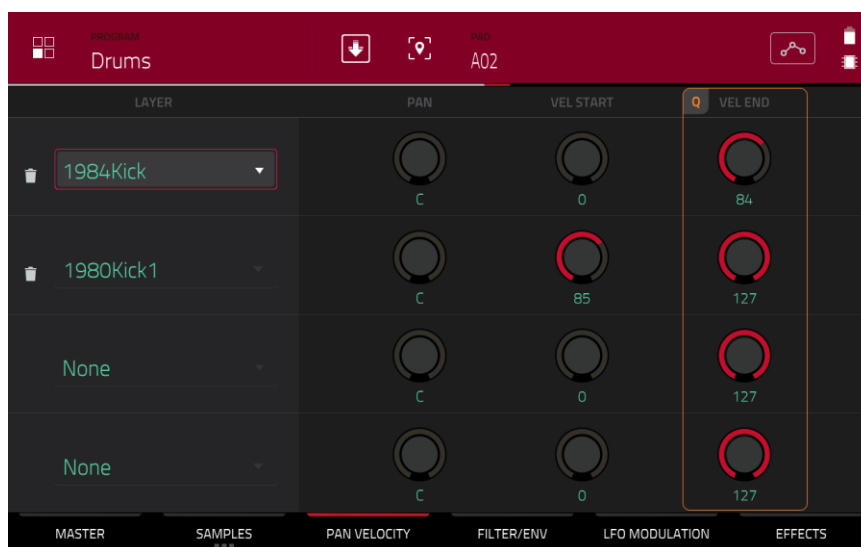 PROGRAM
Drums
PAD
A02
LAYER PAN VEL START Q VEL END
1984Kick C 0 84
1980Kick1 C 85 127
None C 0 127
None C 0 127
MASTER SAMPLES PAN VELOCITY FILTER/ENV LFO MODULATION EFFECTS